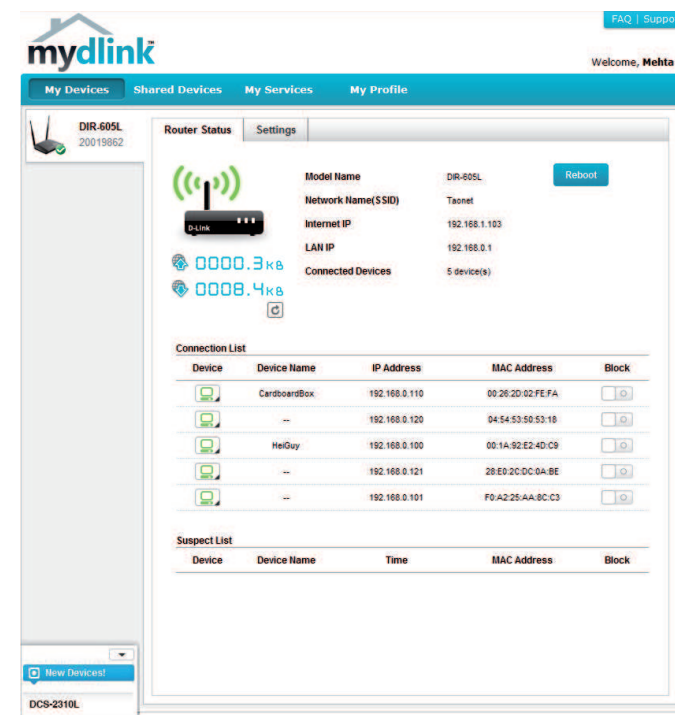 FAQ | Suppo
mydlink™
Welcome, Mehta
My Devices Shared Devices My Services My Profile
DIR-605L
20019862
Router Status Settings
Model Name DIR-605L Reboot
Network Name(SSID) Taonet
D-Link
Internet IP 192.168.1.103
LAN IP 192.168.0.1
0000.3KB
Connected Devices 5 device(s)
0008.4KB
Connection List
Device Device Name IP Address MAC Address Block
CardboardBox 192.168.0.110 00:26:2D:02:FE:FA
-- 192.168.0.120 04:54:53:50:53:18
HeiGuy 192.168.0.100 00:1A:92:E2:4D:C9
-- 192.168.0.121 28:E0:2C:DC:0A:BE
-- 192.168.0.101 F0:A2:25:AA:8C:C3
Suspect List
Device Device Name Time MAC Address Block
New Devices!
DCS-2310L